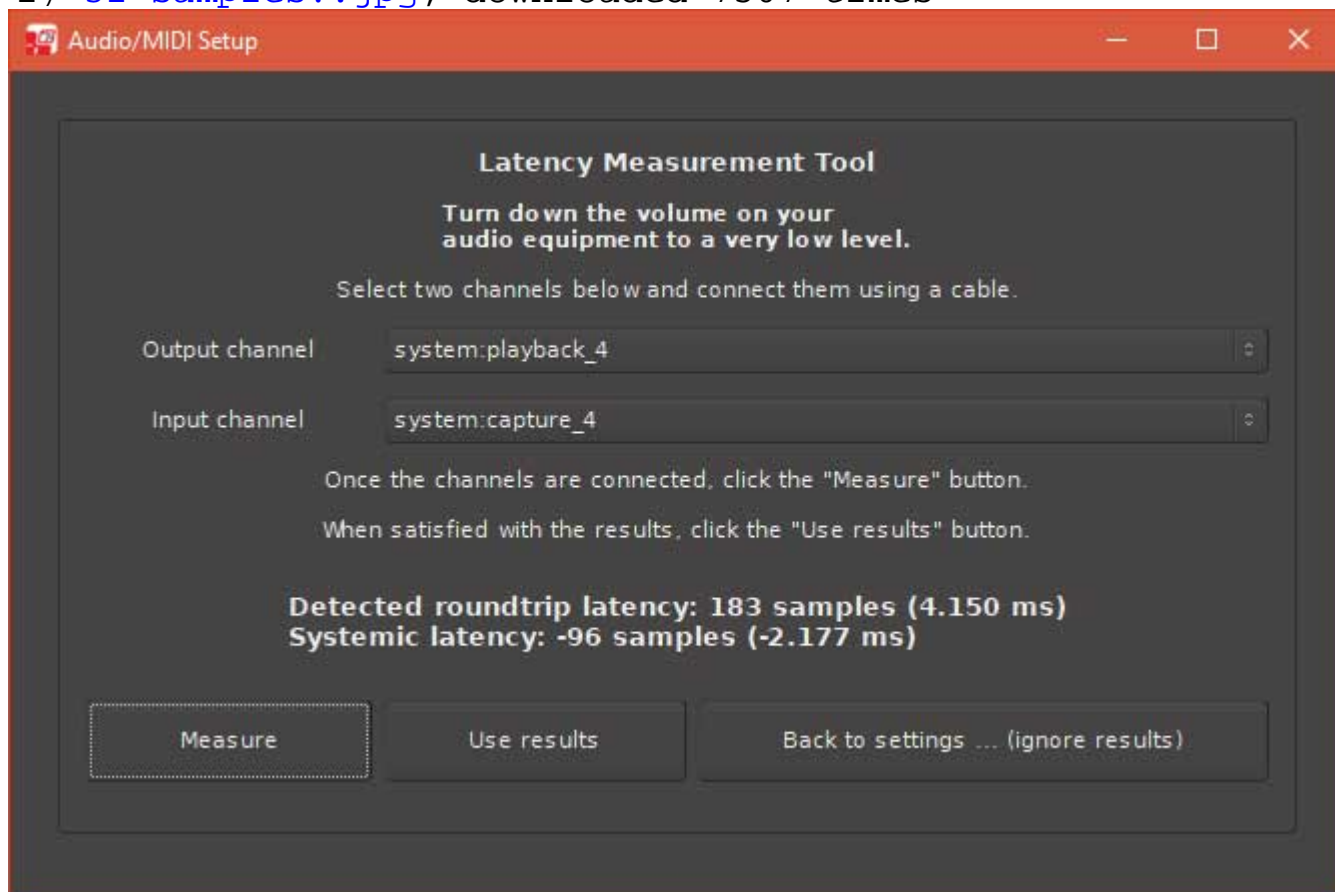 Audio/MIDI Setup
Latency Measurement Tool
Turn down the volume on your
audio equipment to a very low level.
Select two channels below and connect them using a cable.
Output channel system:playback_4
Input channel system:capture_4
Once the channels are connected, click the "Measure" button.
When satisfied with the results, click the "Use results" button.
Detected roundtrip latency: 183 samples (4.150 ms)
Systemic latency: -96 samples (-2.177 ms)
Measure Use results Back to settings ... (ignore results)